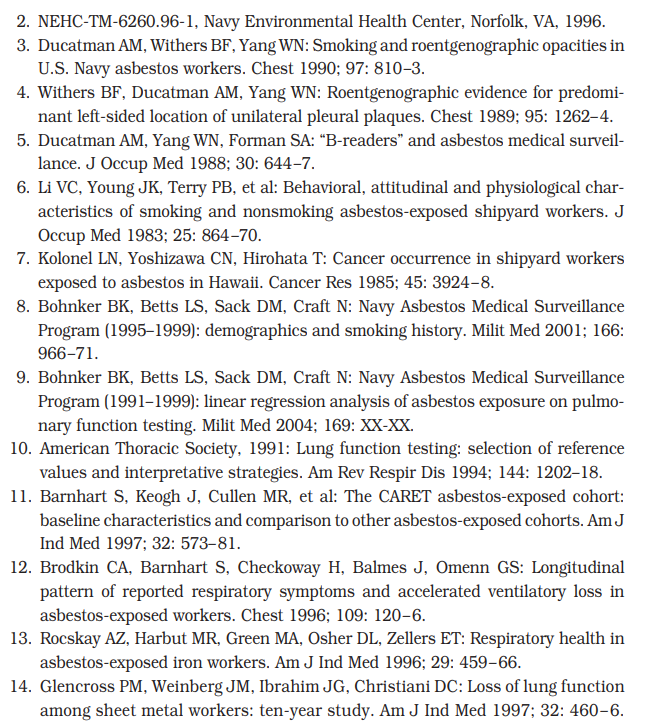 2. NEHC-TM-6260.96-1, Navy Environmental Health Center, Norfolk, VA, 1996.
3. Ducatman AM, Withers BF, Yang WN: Smoking and roentgenographic opacities in
U.S. Navy asbestos workers. Chest 1990; 97: 810–3.
4. Withers BF, Ducatman AM, Yang WN: Roentgenographic evidence for predomi-
nant left-sided location of unilateral pleural plaques. Chest 1989; 95: 1262–4.
5. Ducatman AM, Yang WN, Forman SA: “B-readers” and asbestos medical surveil-
lance. J Occup Med 1988; 30: 644–7.
6. Li VC, Young JK, Terry PB, et al: Behavioral, attitudinal and physiological char-
acteristics of smoking and nonsmoking asbestos-exposed shipyard workers. J
Occup Med 1983; 25: 864–70.
7. Kolonel LN, Yoshizawa CN, Hirohata T: Cancer occurrence in shipyard workers
exposed to asbestos in Hawaii. Cancer Res 1985; 45: 3924–8.
8. Bohnker BK, Betts LS, Sack DM, Craft N: Navy Asbestos Medical Surveillance
Program (1995–1999): demographics and smoking history. Milit Med 2001; 166:
966–71.
9. Bohnker BK, Betts LS, Sack DM, Craft N: Navy Asbestos Medical Surveillance
Program (1991–1999): linear regression analysis of asbestos exposure on pulmo-
nary function testing. Milit Med 2004; 169: XX-XX.
10. American Thoracic Society, 1991: Lung function testing: selection of reference
values and interpretative strategies. Am Rev Respir Dis 1994; 144: 1202–18.
11. Barnhart S, Keogh J, Cullen MR, et al: The CARET asbestos-exposed cohort:
baseline characteristics and comparison to other asbestos-exposed cohorts. Am J
Ind Med 1997; 32: 573–81.
12. Brodkin CA, Barnhart S, Checkoway H, Balmes J, Omenn GS: Longitudinal
pattern of reported respiratory symptoms and accelerated ventilatory loss in
asbestos-exposed workers. Chest 1996; 109: 120–6.
13. Rocskay AZ, Harbut MR, Green MA, Osher DL, Zellers ET: Respiratory health in
asbestos-exposed iron workers. Am J Ind Med 1996; 29: 459–66.
14. Glencross PM, Weinberg JM, Ibrahim JG, Christiani DC: Loss of lung function
among sheet metal workers: ten-year study. Am J Ind Med 1997; 32: 460–6.